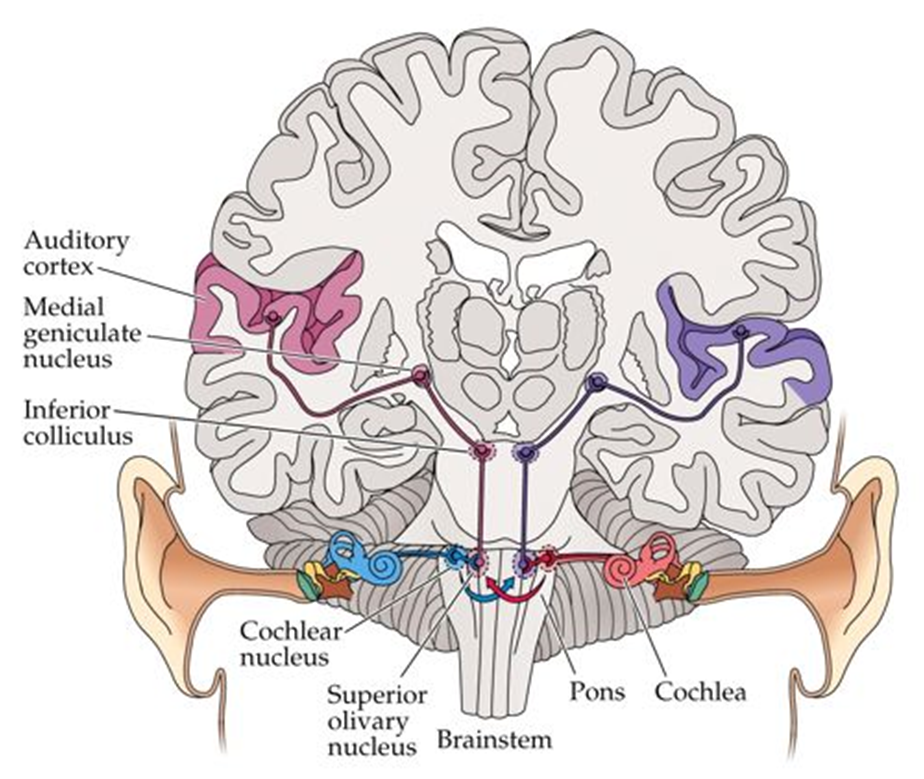 Auditory
cortex
Medial
geniculate
nucleus
Inferior
colliculus
Cochlear
nucleus
Superior
olivary
nucleus
Brainstem
Pons
Cochlea